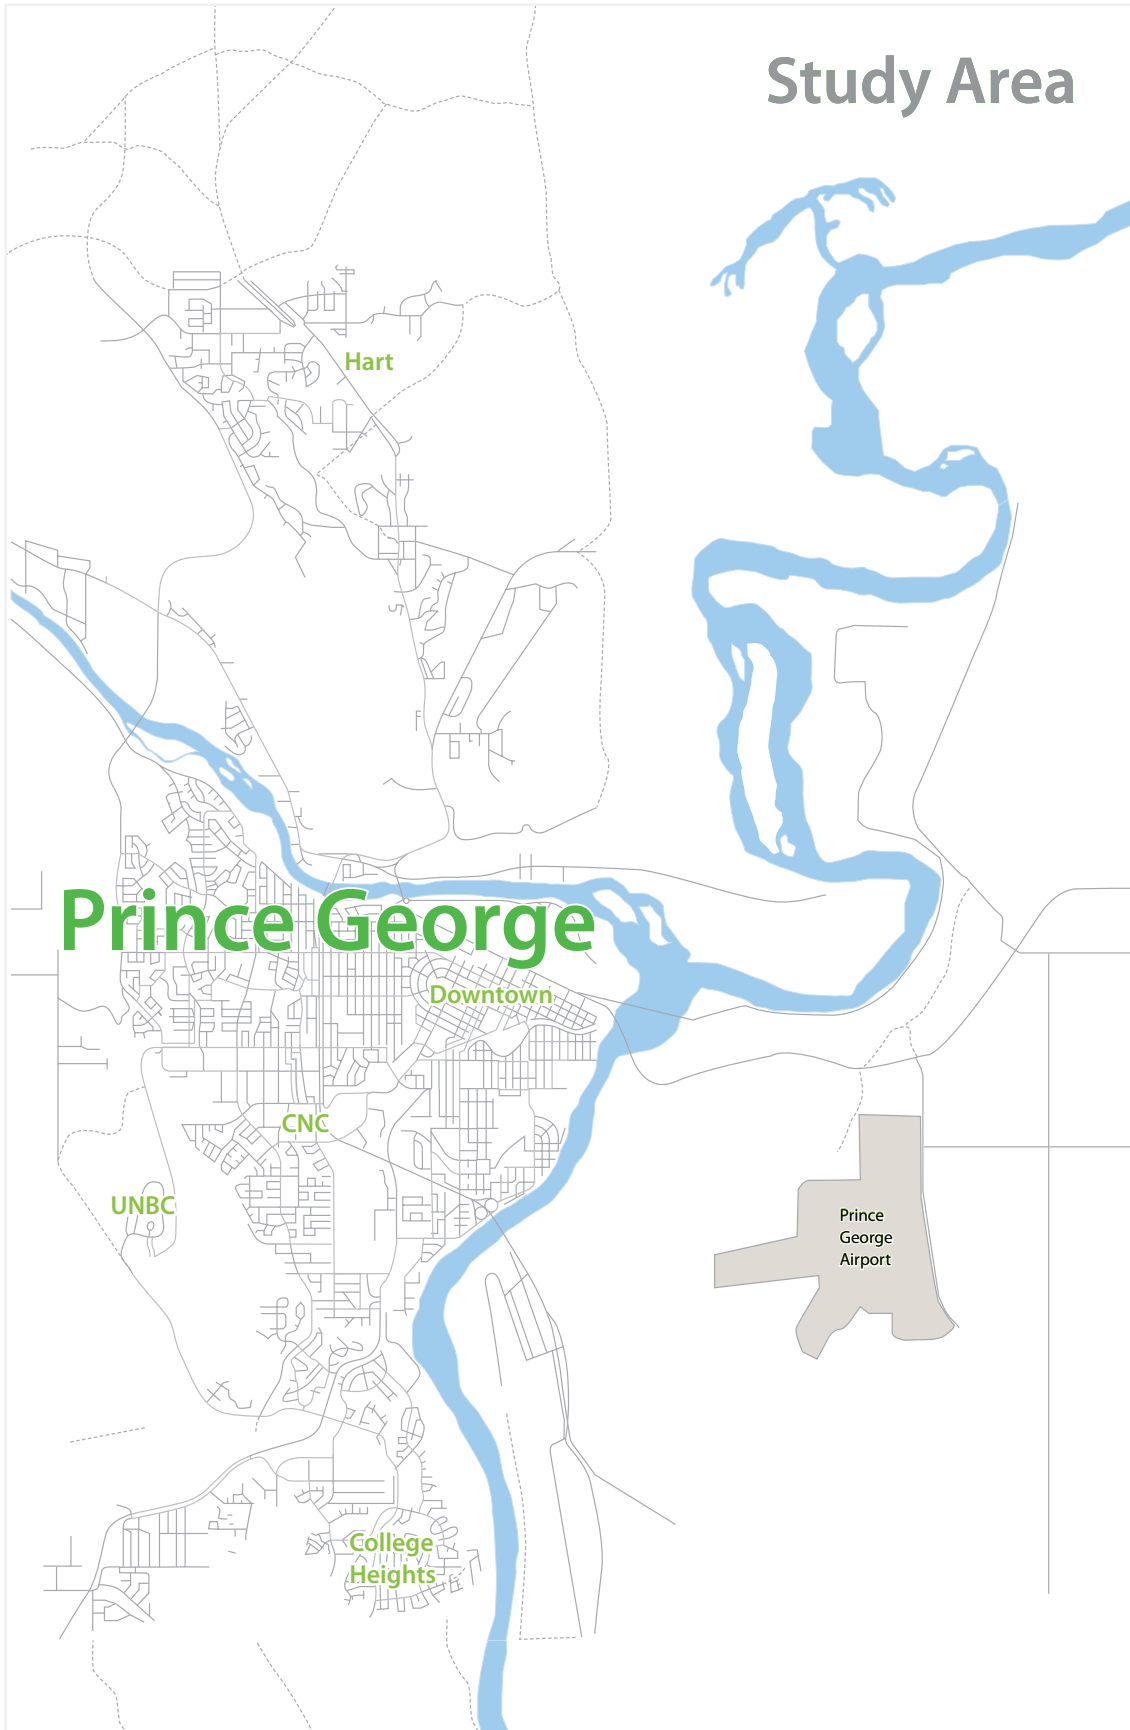 Study Area
Hart
Prince George
Downtown
CNC
UNBC
Prince
George
Airport
College
Heights